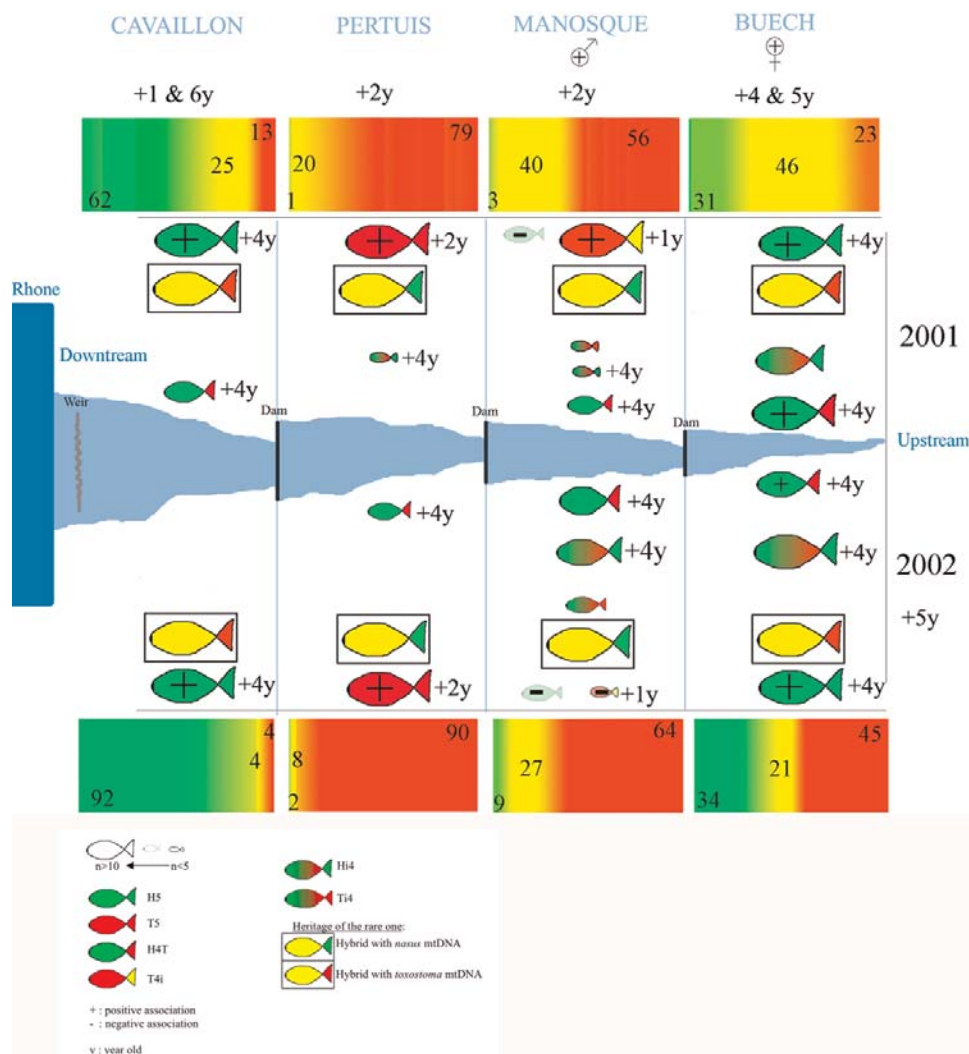 CAVAILLON PERTUIS MANOSQUE BUECH
+1 & 6y +2y +2y +4 & 5y
62 25 13 1 20 79 3 40 56 31 46 23
+4y +2y +1y +4y
Rhone
2001
Downtream
+4y +4y
+4y +4y +4y
Weir Dam Dam Dam
Upstream
+4y +4y +4y
+4y +4y
2002
+5y
+4y +2y +1y +4y
92 4 4 2 8 90 9 27 64 34 21 45
n>10 n<5
H5
T5
H4T
T4i
Hi4
Ti4
Heritage of the rare one:
Hybrid with nasus mtDNA
Hybrid with toxostoma mtDNA
+ : positive association
- : negative association
y : year old